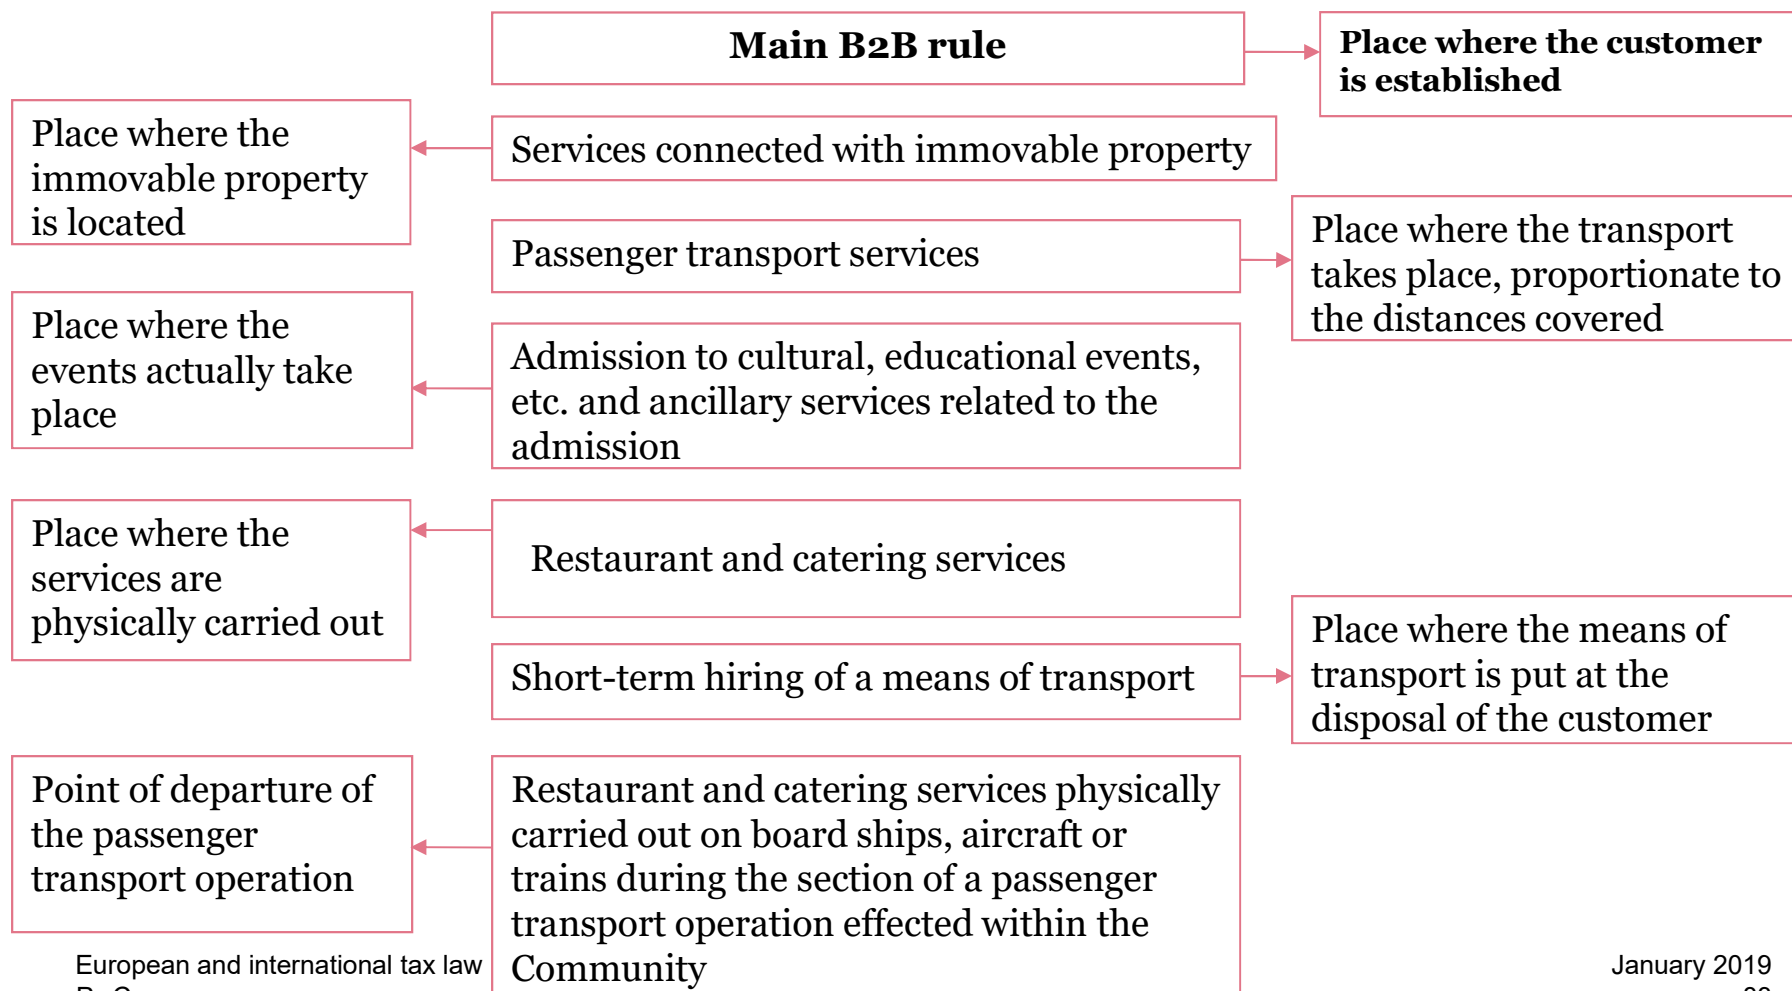 Main B2B rule
Place where the customer
is established
Place where the
immovable property
is located
Services connected with immovable property
Passenger transport services
Place where the transport
takes place, proportionate to
the distances covered
Place where the
events actually take
place
Admission to cultural, educational events,
etc. and ancillary services related to the
admission
Place where the
services are
physically carried out
Restaurant and catering services
Short-term hiring of a means of transport
Place where the means of
transport is put at the
disposal of the customer
Point of departure of
the passenger
transport operation
Restaurant and catering services physically
carried out on board ships, aircraft or
trains during the section of a passenger
transport operation effected within the
Community
European and international tax law
January 2019